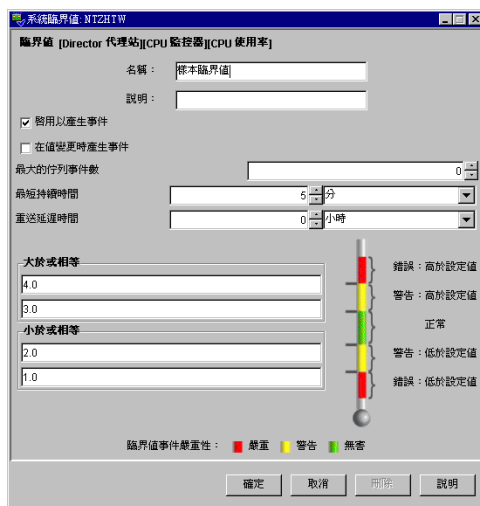 系統臨界值: NTZHTW
臨界值 [Director 代理站][CPU 監控器][CPU 使用率]
名稱： 樣本臨界值
說明：
啓用以產生事件
在值變更時產生事件
最大的佇列事件數 0
最短持續時間 5 分
重送延遲時間 0 小時
大於或相等
4.0
3.0
小於或相等
2.0
1.0
錯誤：高於設定值
警告：高於設定值
正常
警告：低於設定值
錯誤：低於設定值
臨界值事件嚴重性： 嚴重 警告 無害
確定 取消 刪除 說明